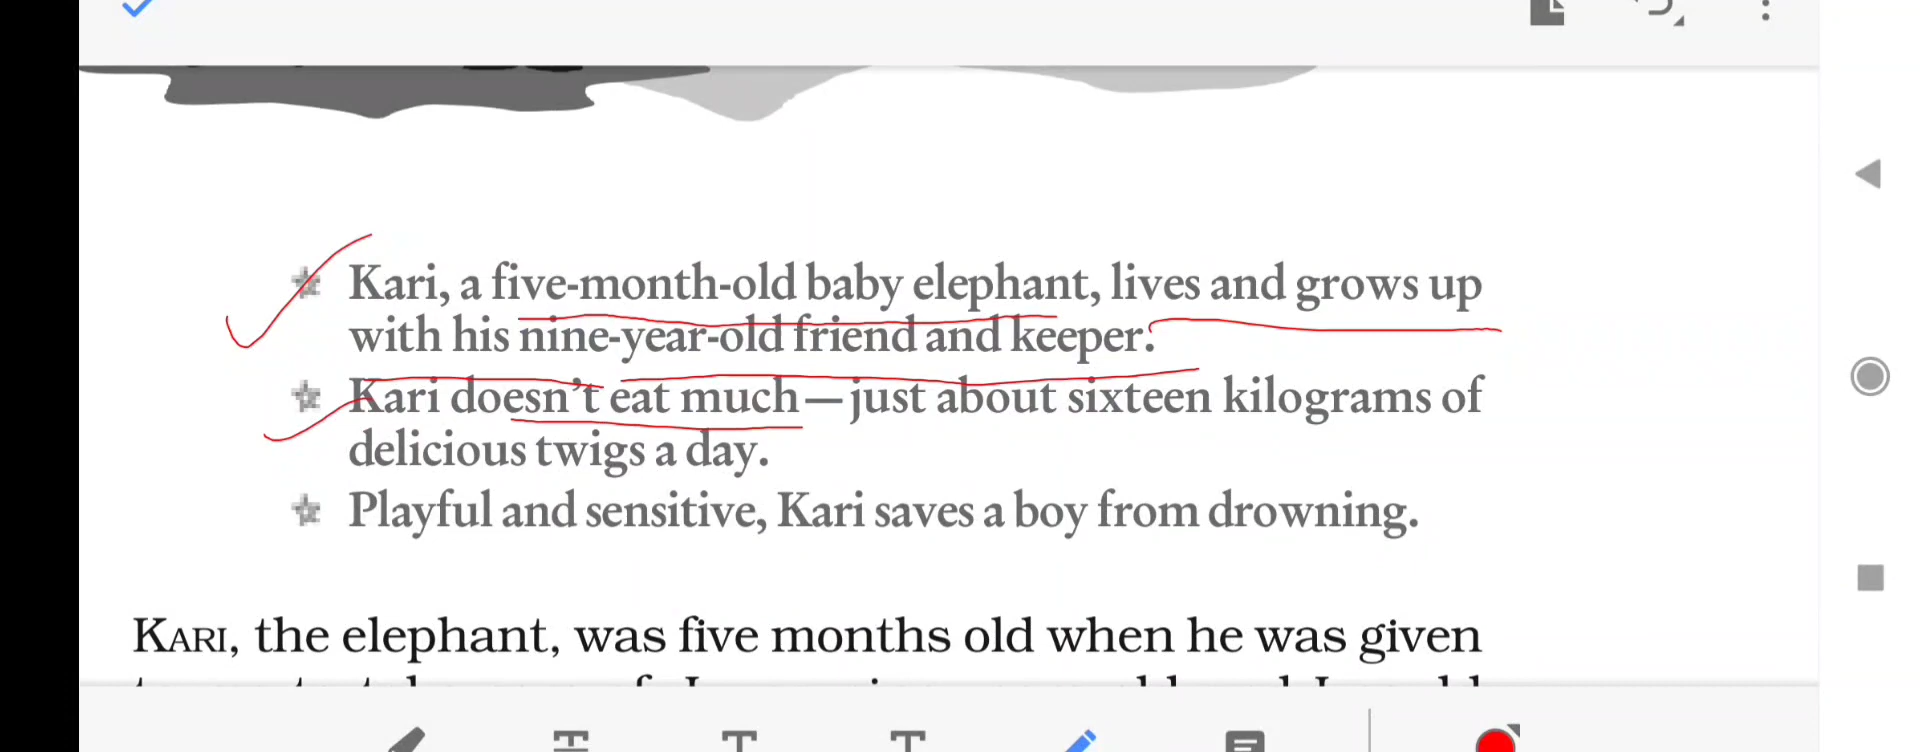 Kari, a five-month-old baby elephant, lives and grows up
with his nine-year-old friend and keeper.
Kari doesn't eat much—just about sixteen kilograms of
delicious twigs a day.
Playful and sensitive, Kari saves a boy from drowning.
KARI, the elephant, was five months old when he was given